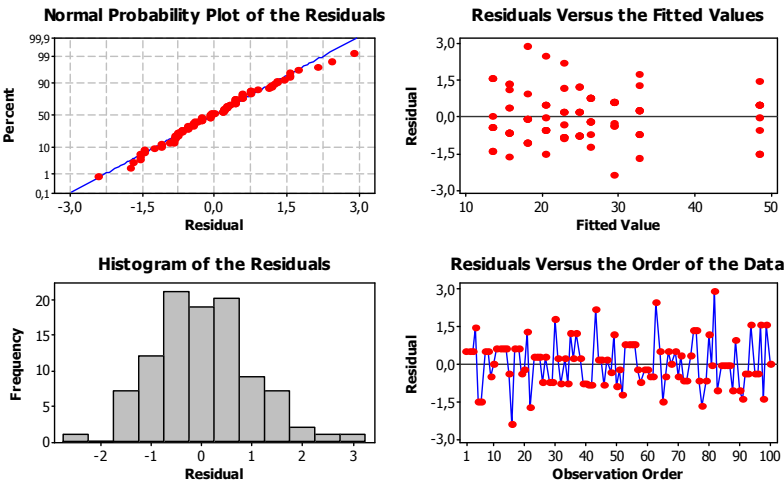 Normal Probability Plot of the Residuals
99,9
99
90
50
10
1
0,1
Percent
-3,0 -1,5 0,0 1,5 3,0
Residual
Residuals Versus the Fitted Values
3,0
1,5
0,0
-1,5
-3,0
Residual
10 20 30 40 50
Fitted Value
Histogram of the Residuals
20
15
10
5
0
Frequency
-2 -1 0 1 2 3
Residual
Residuals Versus the Order of the Data
3,0
1,5
0,0
-1,5
-3,0
Residual
1 10 20 30 40 50 60 70 80 90 100
Observation Order